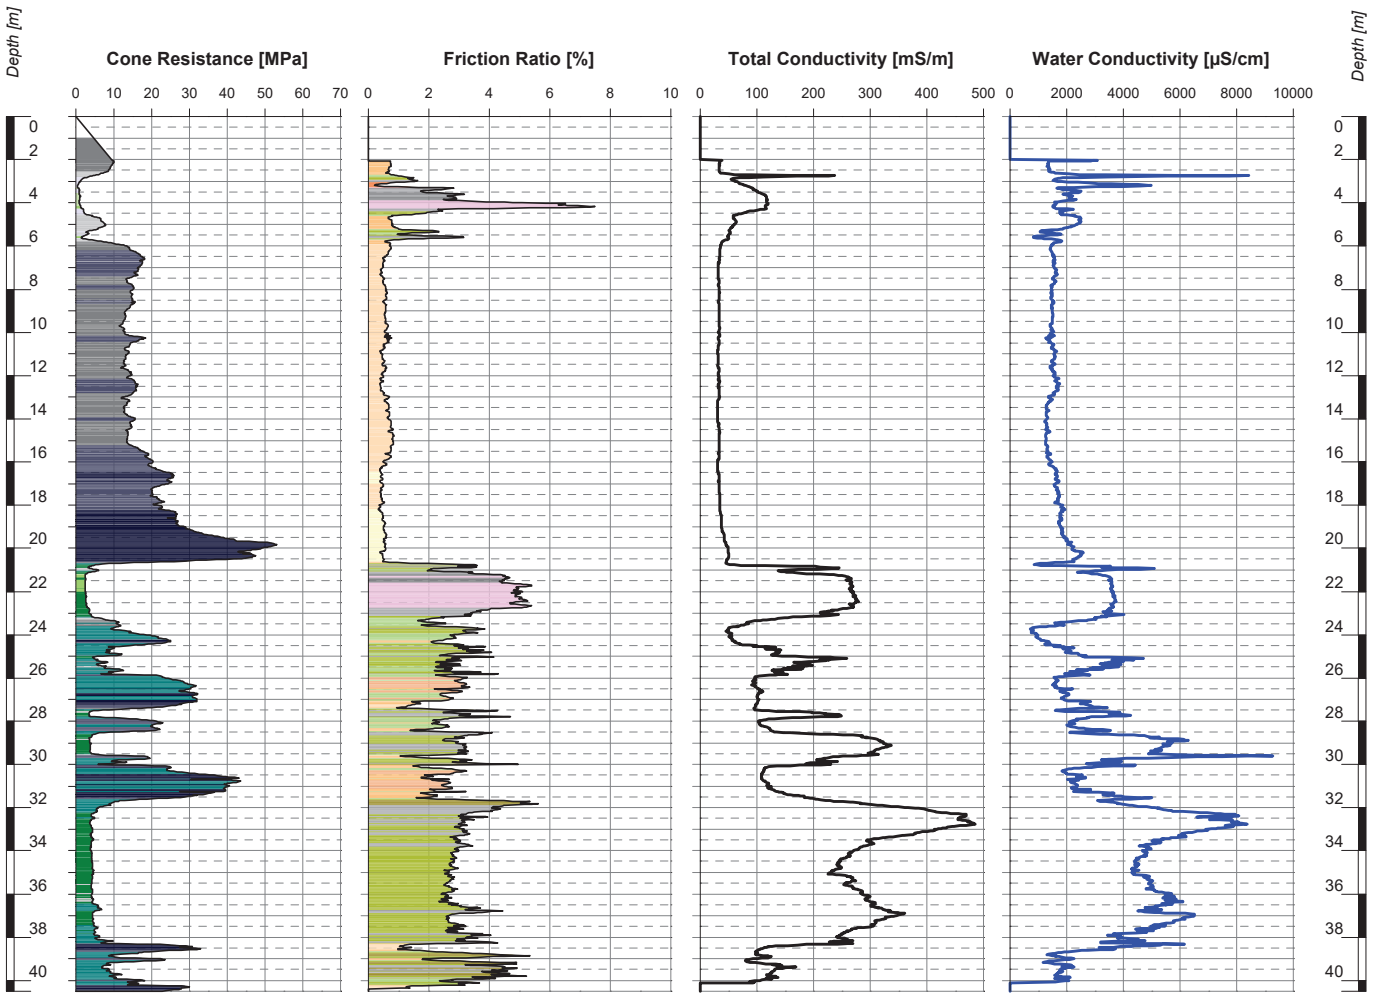 Depth [m]
Cone Resistance [MPa]
Friction Ratio [%]
Total Conductivity [mS/m]
Water Conductivity [µS/cm]
Depth [m]
0 10 20 30 40 50 60 70
0 2 4 6 8 10
0 100 200 300 400 500
0 2000 4000 6000 8000 10000
0 0
2 2
4 4
6 6
8 8
10 10
12 12
14 14
16 16
18 18
20 20
22 22
24 24
26 26
28 28
30 30
32 32
34 34
36 36
38 38
40 40